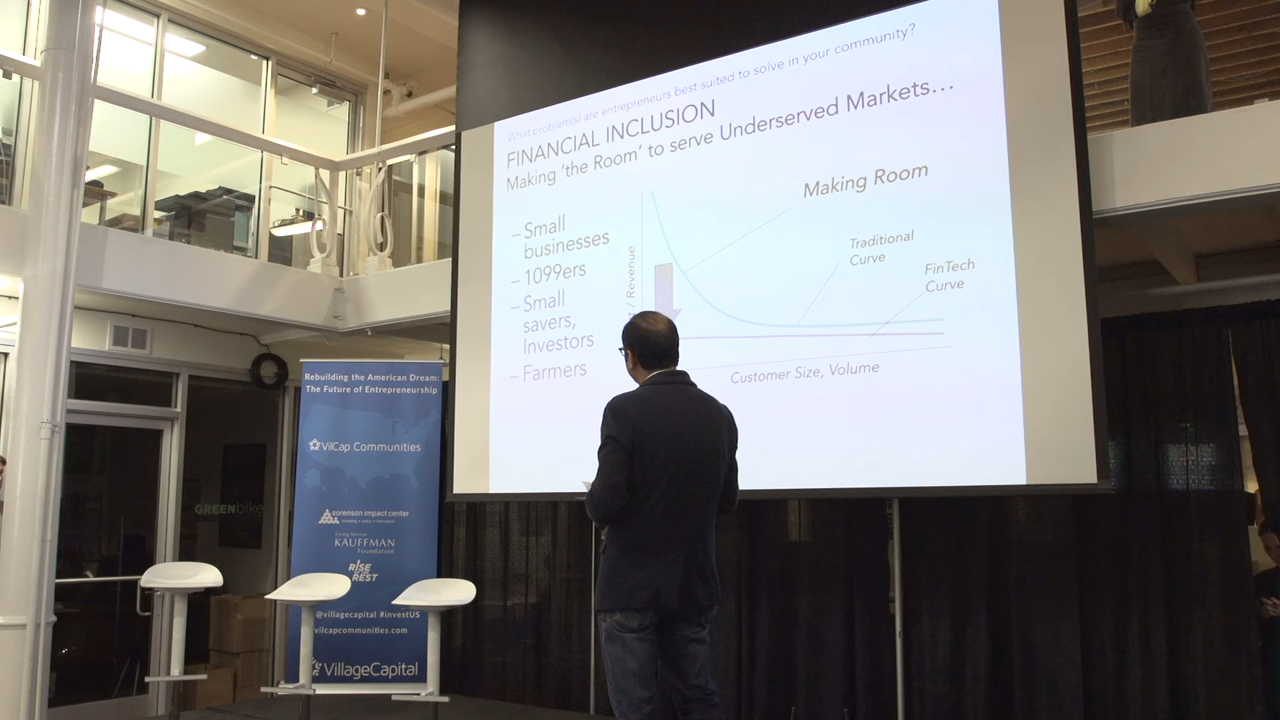 What problem(s) are entrepreneurs best suited to solve in your community?
FINANCIAL INCLUSION
Making 'the Room' to serve Underserved Markets...
– Small
businesses
– 1099ers
– Small
savers,
Investors
– Farmers
/ Revenue
Making Room
Traditional
Curve
FinTech
Curve
Customer Size, Volume
Rebuilding the American Dream:
The Future of Entrepreneurship
VilCap Communities
sorenson impact center
Ewing Marion
KAUFFMAN
Foundation
RISE
OF THE
REST
@villagecapital #investUS
vilcapcommunities.com
VillageCapital
GREENbike